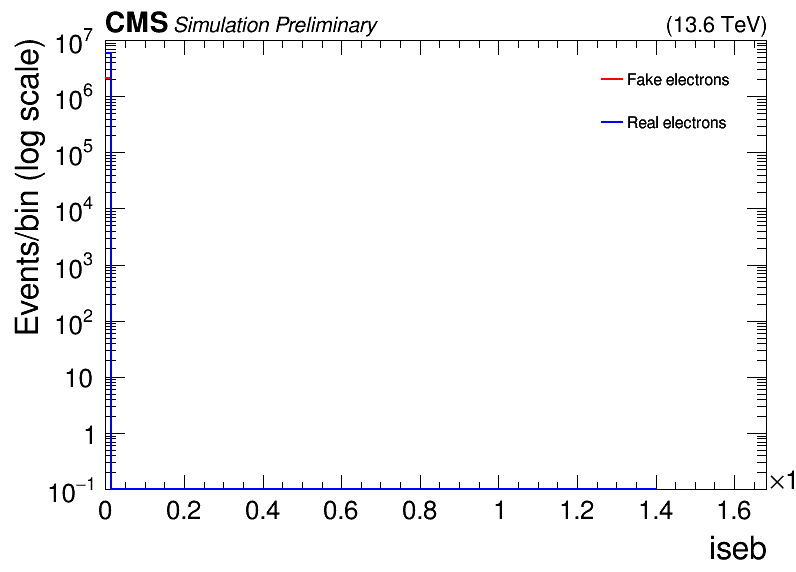 CMS Simulation Preliminary (13.6 TeV)
Events/bin (log scale)
10^7
10^6
10^5
10^4
10^3
10^2
10
1
10^−1
Fake electrons
Real electrons
0 0.2 0.4 0.6 0.8 1 1.2 1.4 1.6
iseb